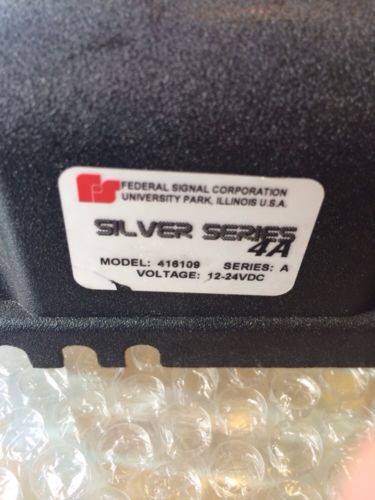 FEDERAL SIGNAL CORPORATION
UNIVERSITY PARK, ILLINOIS U.S.A.
SILVER SERIES
4A
MODEL: 416109 SERIES: A
VOLTAGE: 12-24VDC